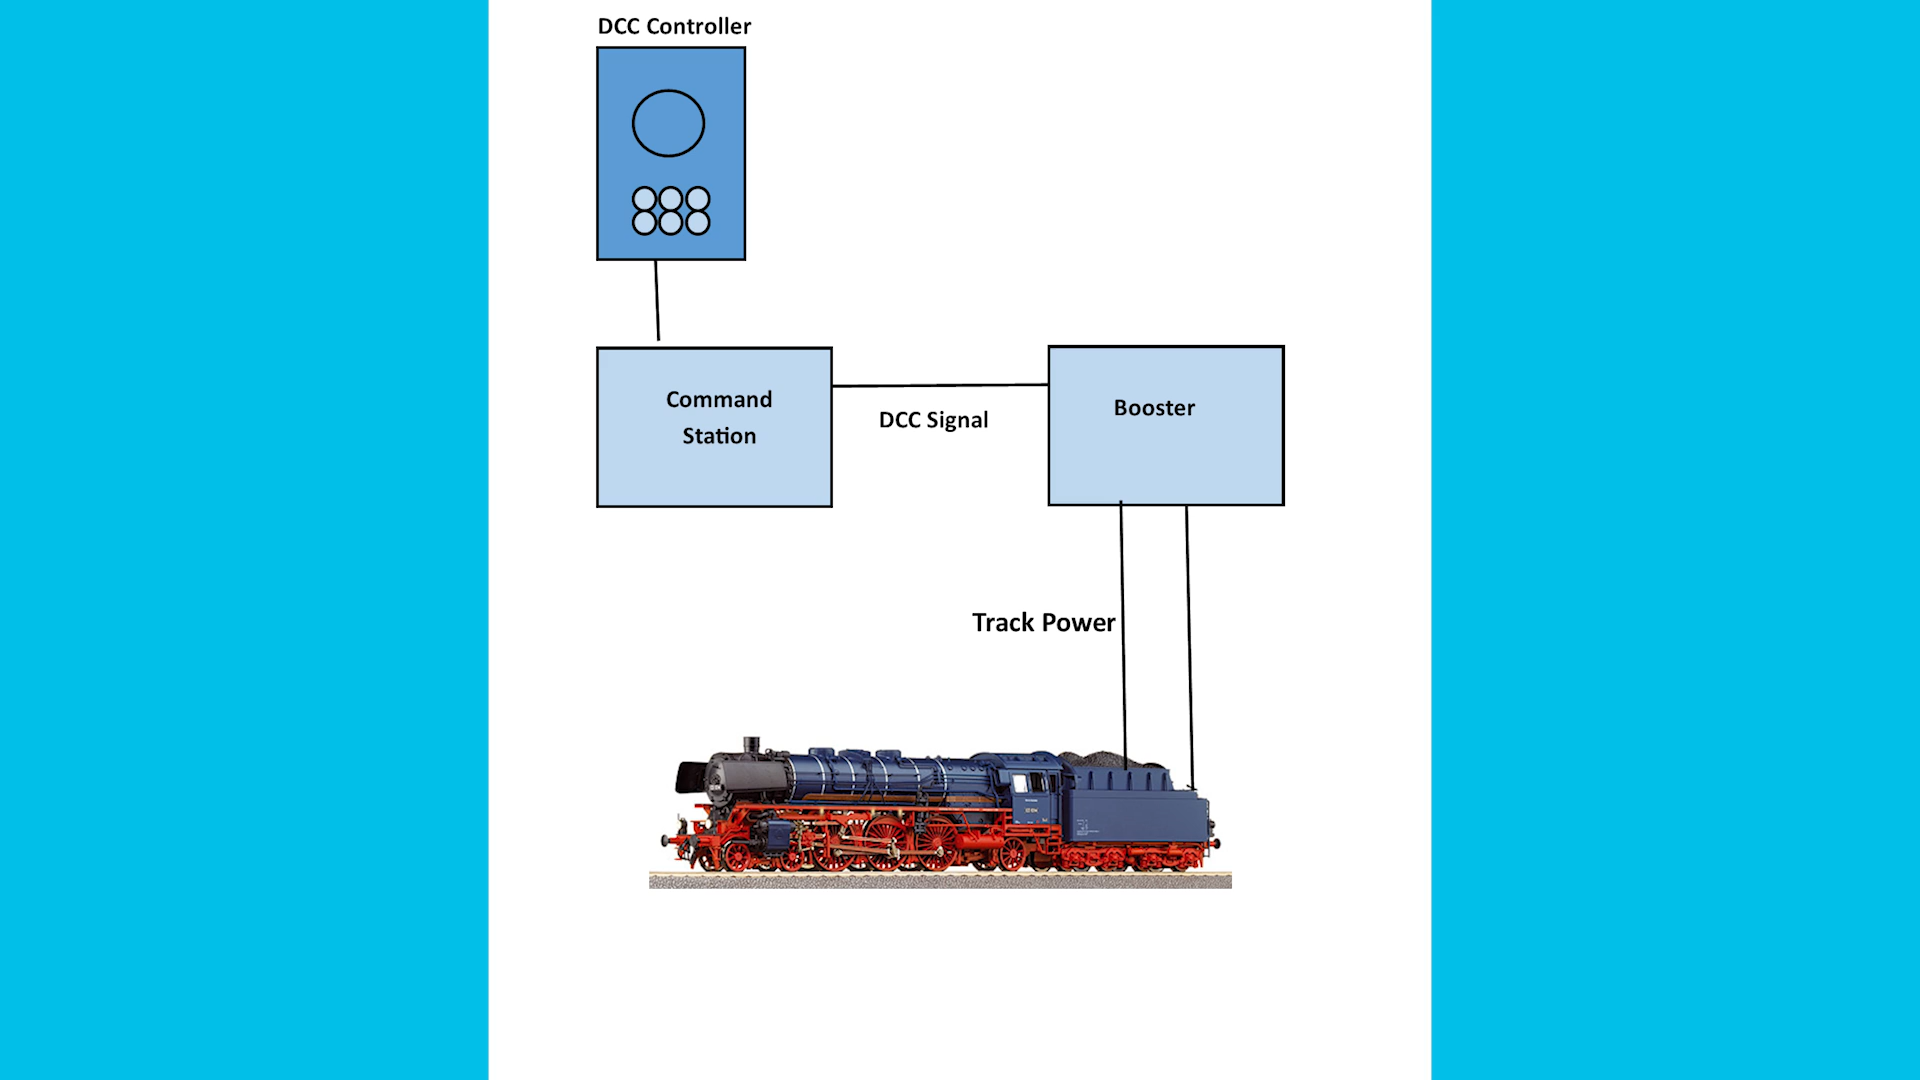 DCC Controller
Command
Station
DCC Signal
Booster
Track Power